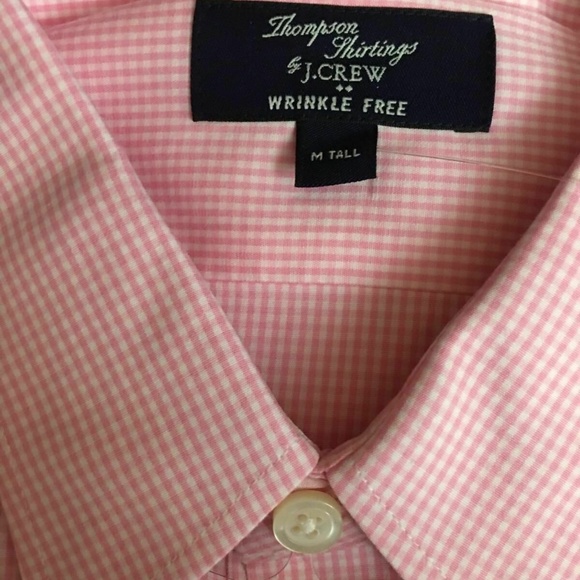 Thompson
Shirtings
by J.CREW
WRINKLE FREE
M TALL